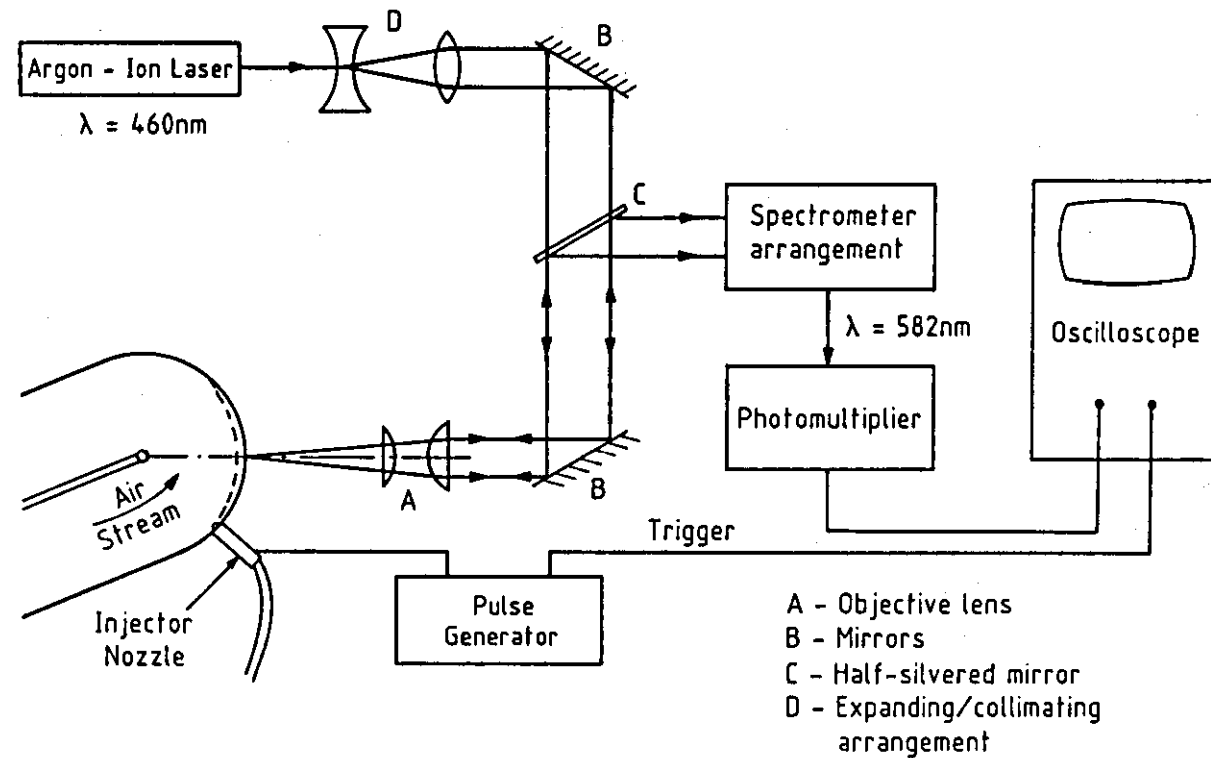 D
B
Argon - Ion Laser
λ = 460nm
C
Spectrometer
arrangement
λ = 582nm
Oscilloscope
Photomultiplier
A
B
Air
Stream
Trigger
Injector
Nozzle
Pulse
Generator
A - Objective lens
B - Mirrors
C - Half-silvered mirror
D - Expanding/collimating
arrangement